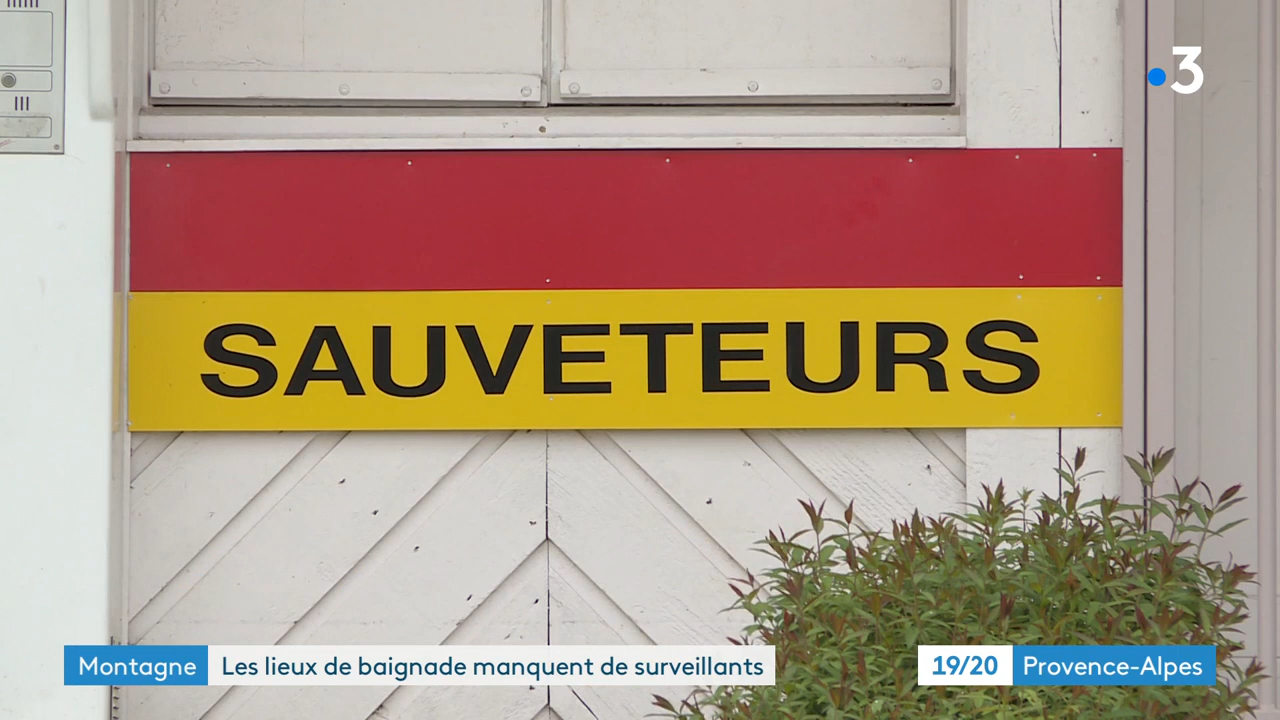 3
SAUVETEURS
Montagne Les lieux de baignade manquent de surveillants
19/20 Provence-Alpes